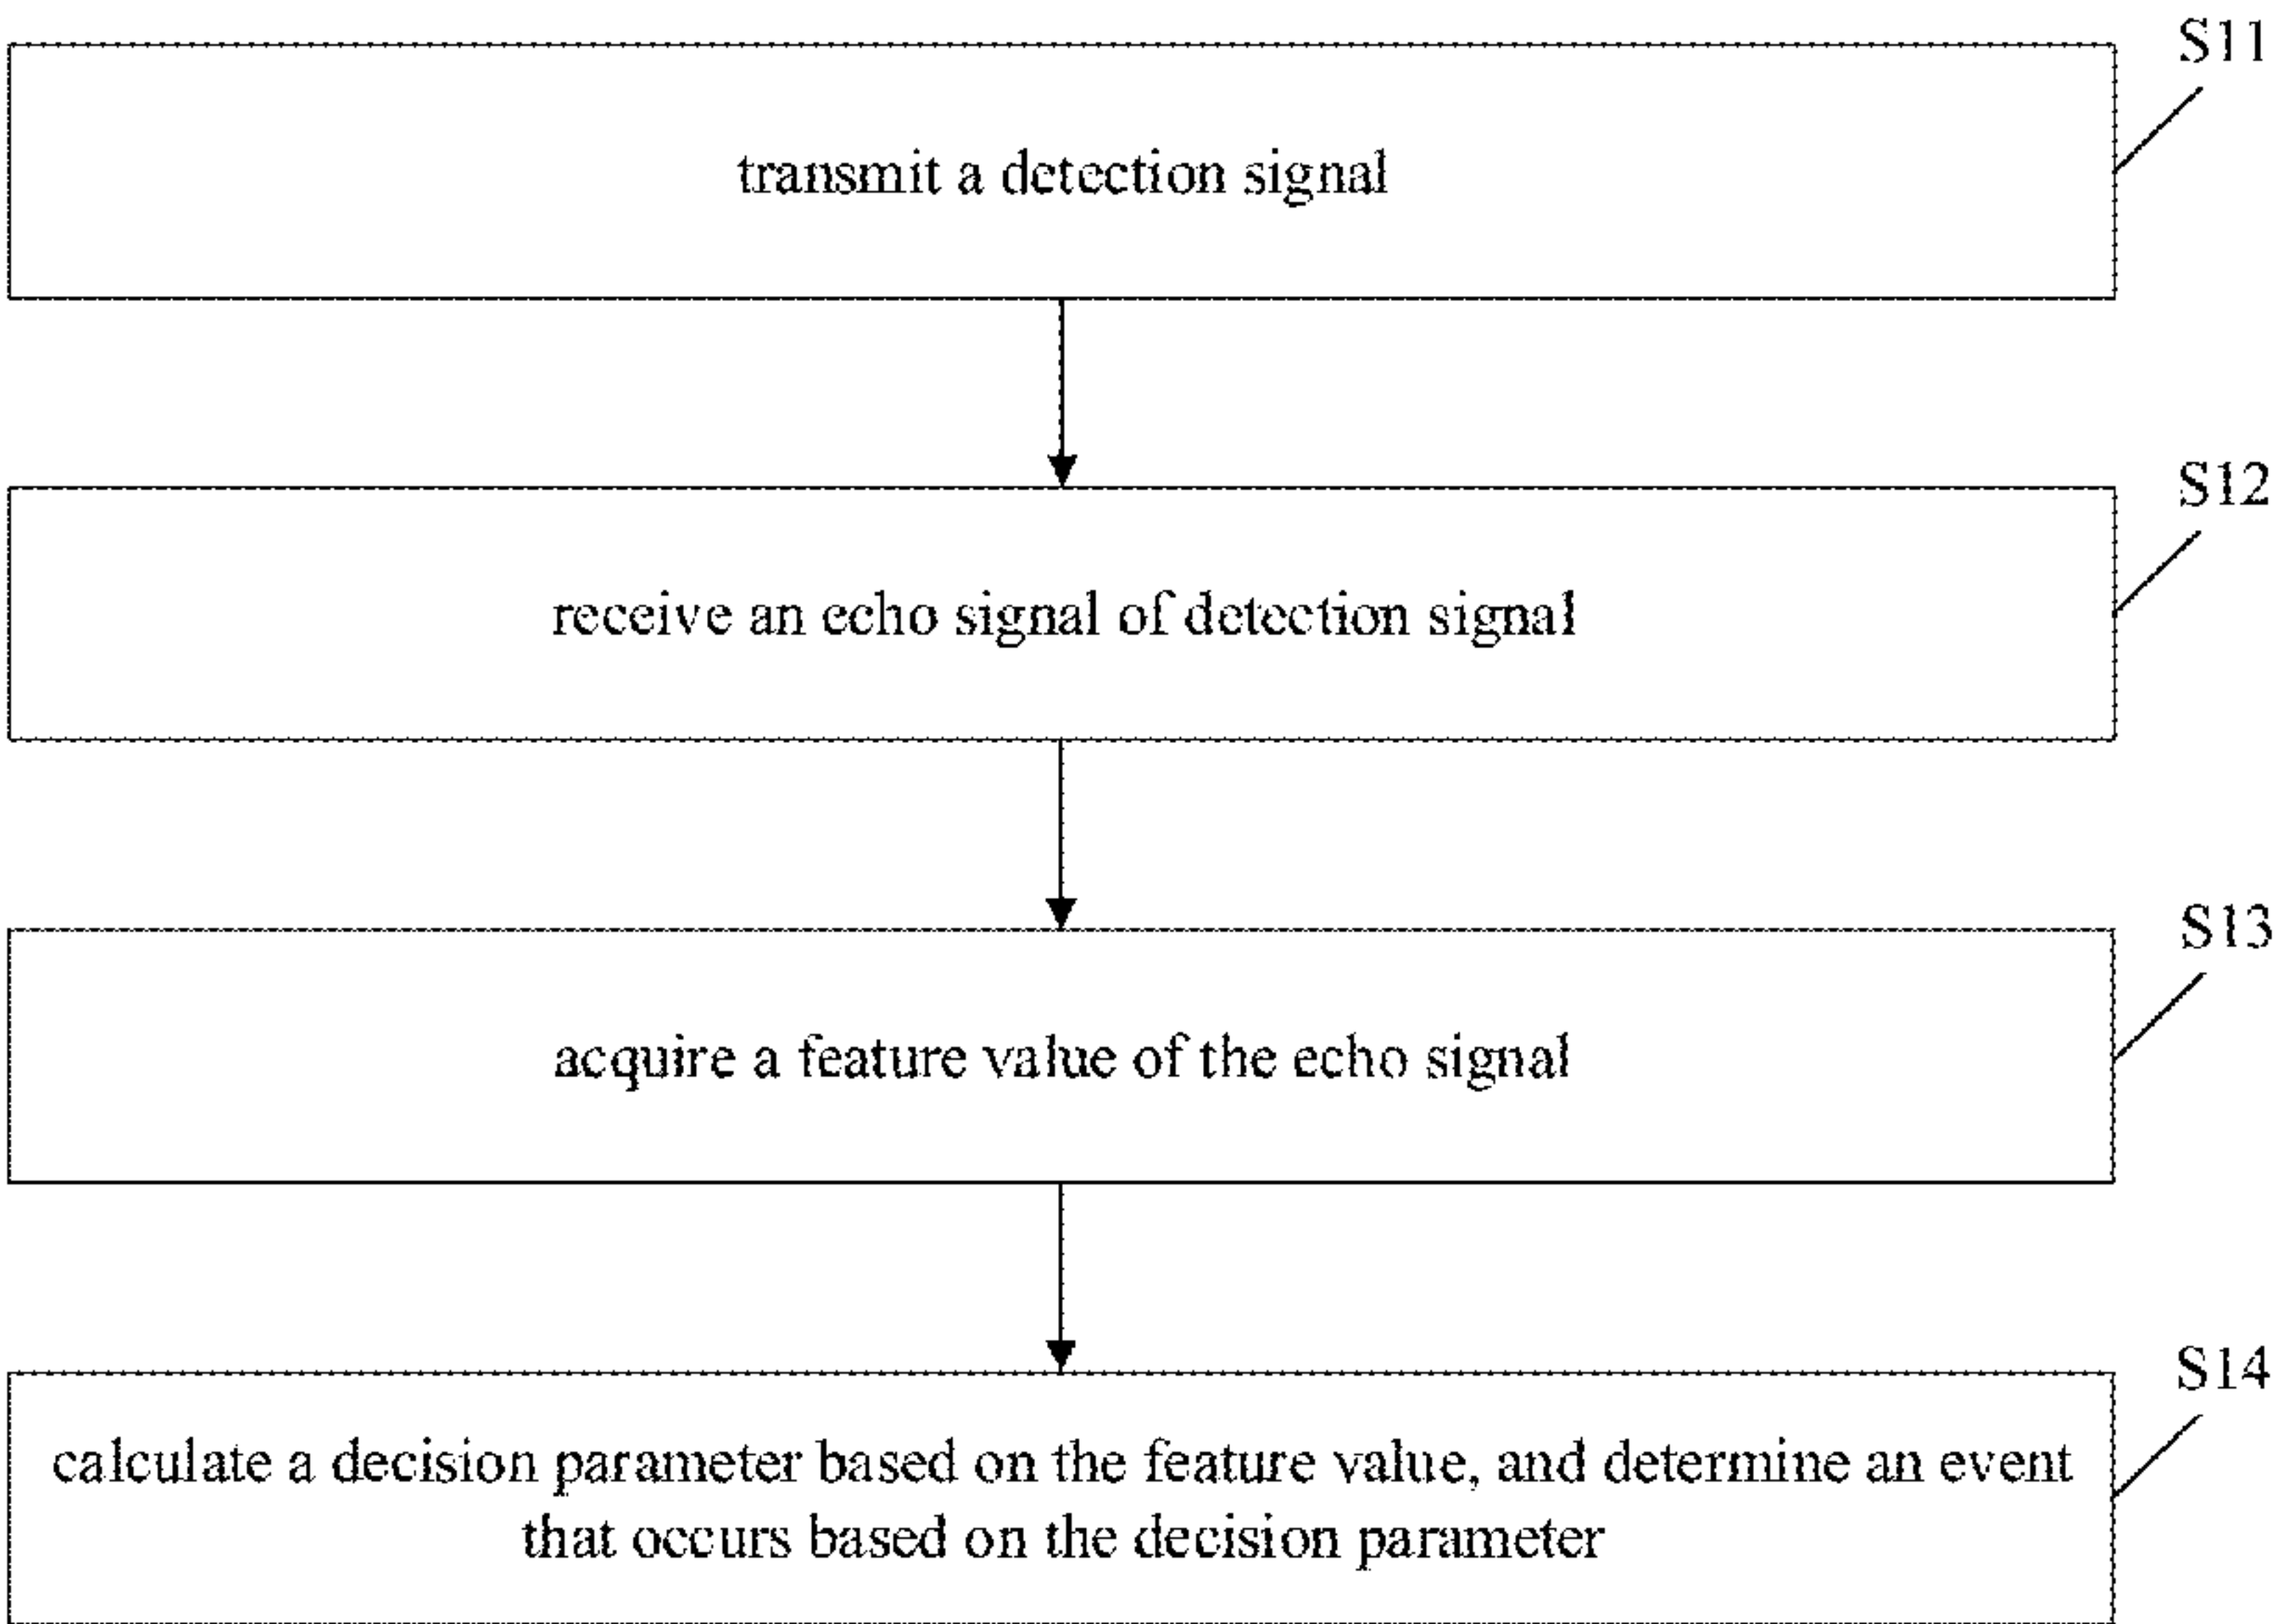 S11
transmit a detection signal
S12
receive an echo signal of detection signal
S13
acquire a feature value of the echo signal
S14
calculate a decision parameter based on the feature value, and determine an event
that occurs based on the decision parameter